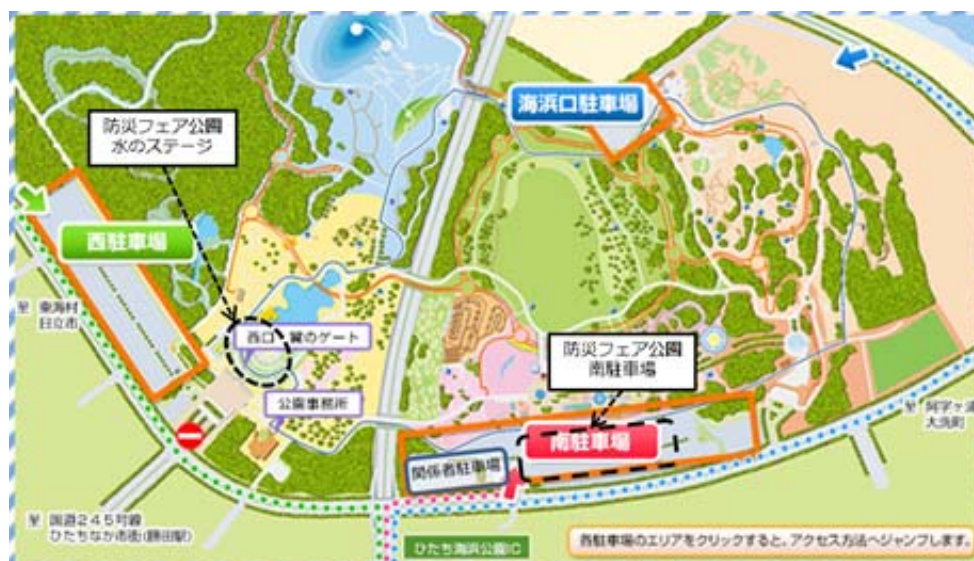 防災フェア公園
水のステージ
海浜口駐車場
西駐車場
至 東海村
日立市
西口・翼のゲート
防災フェア公園
南駐車場
公園事務所
南駐車場
関係者駐車場
至 阿字ヶ浦
大洗町
至 国道245号線
ひたちなか市街(勝田駅)
ひたち海浜公園IC
各駐車場のエリアをクリックすると、アクセス方法へジャンプします。